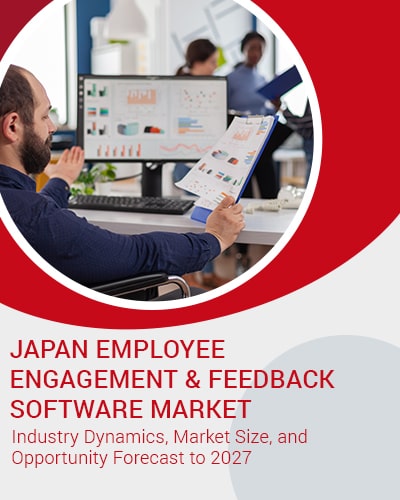 JAPAN EMPLOYEE
ENGAGEMENT & FEEDBACK
SOFTWARE MARKET
Industry Dynamics, Market Size, and
Opportunity Forecast to 2027